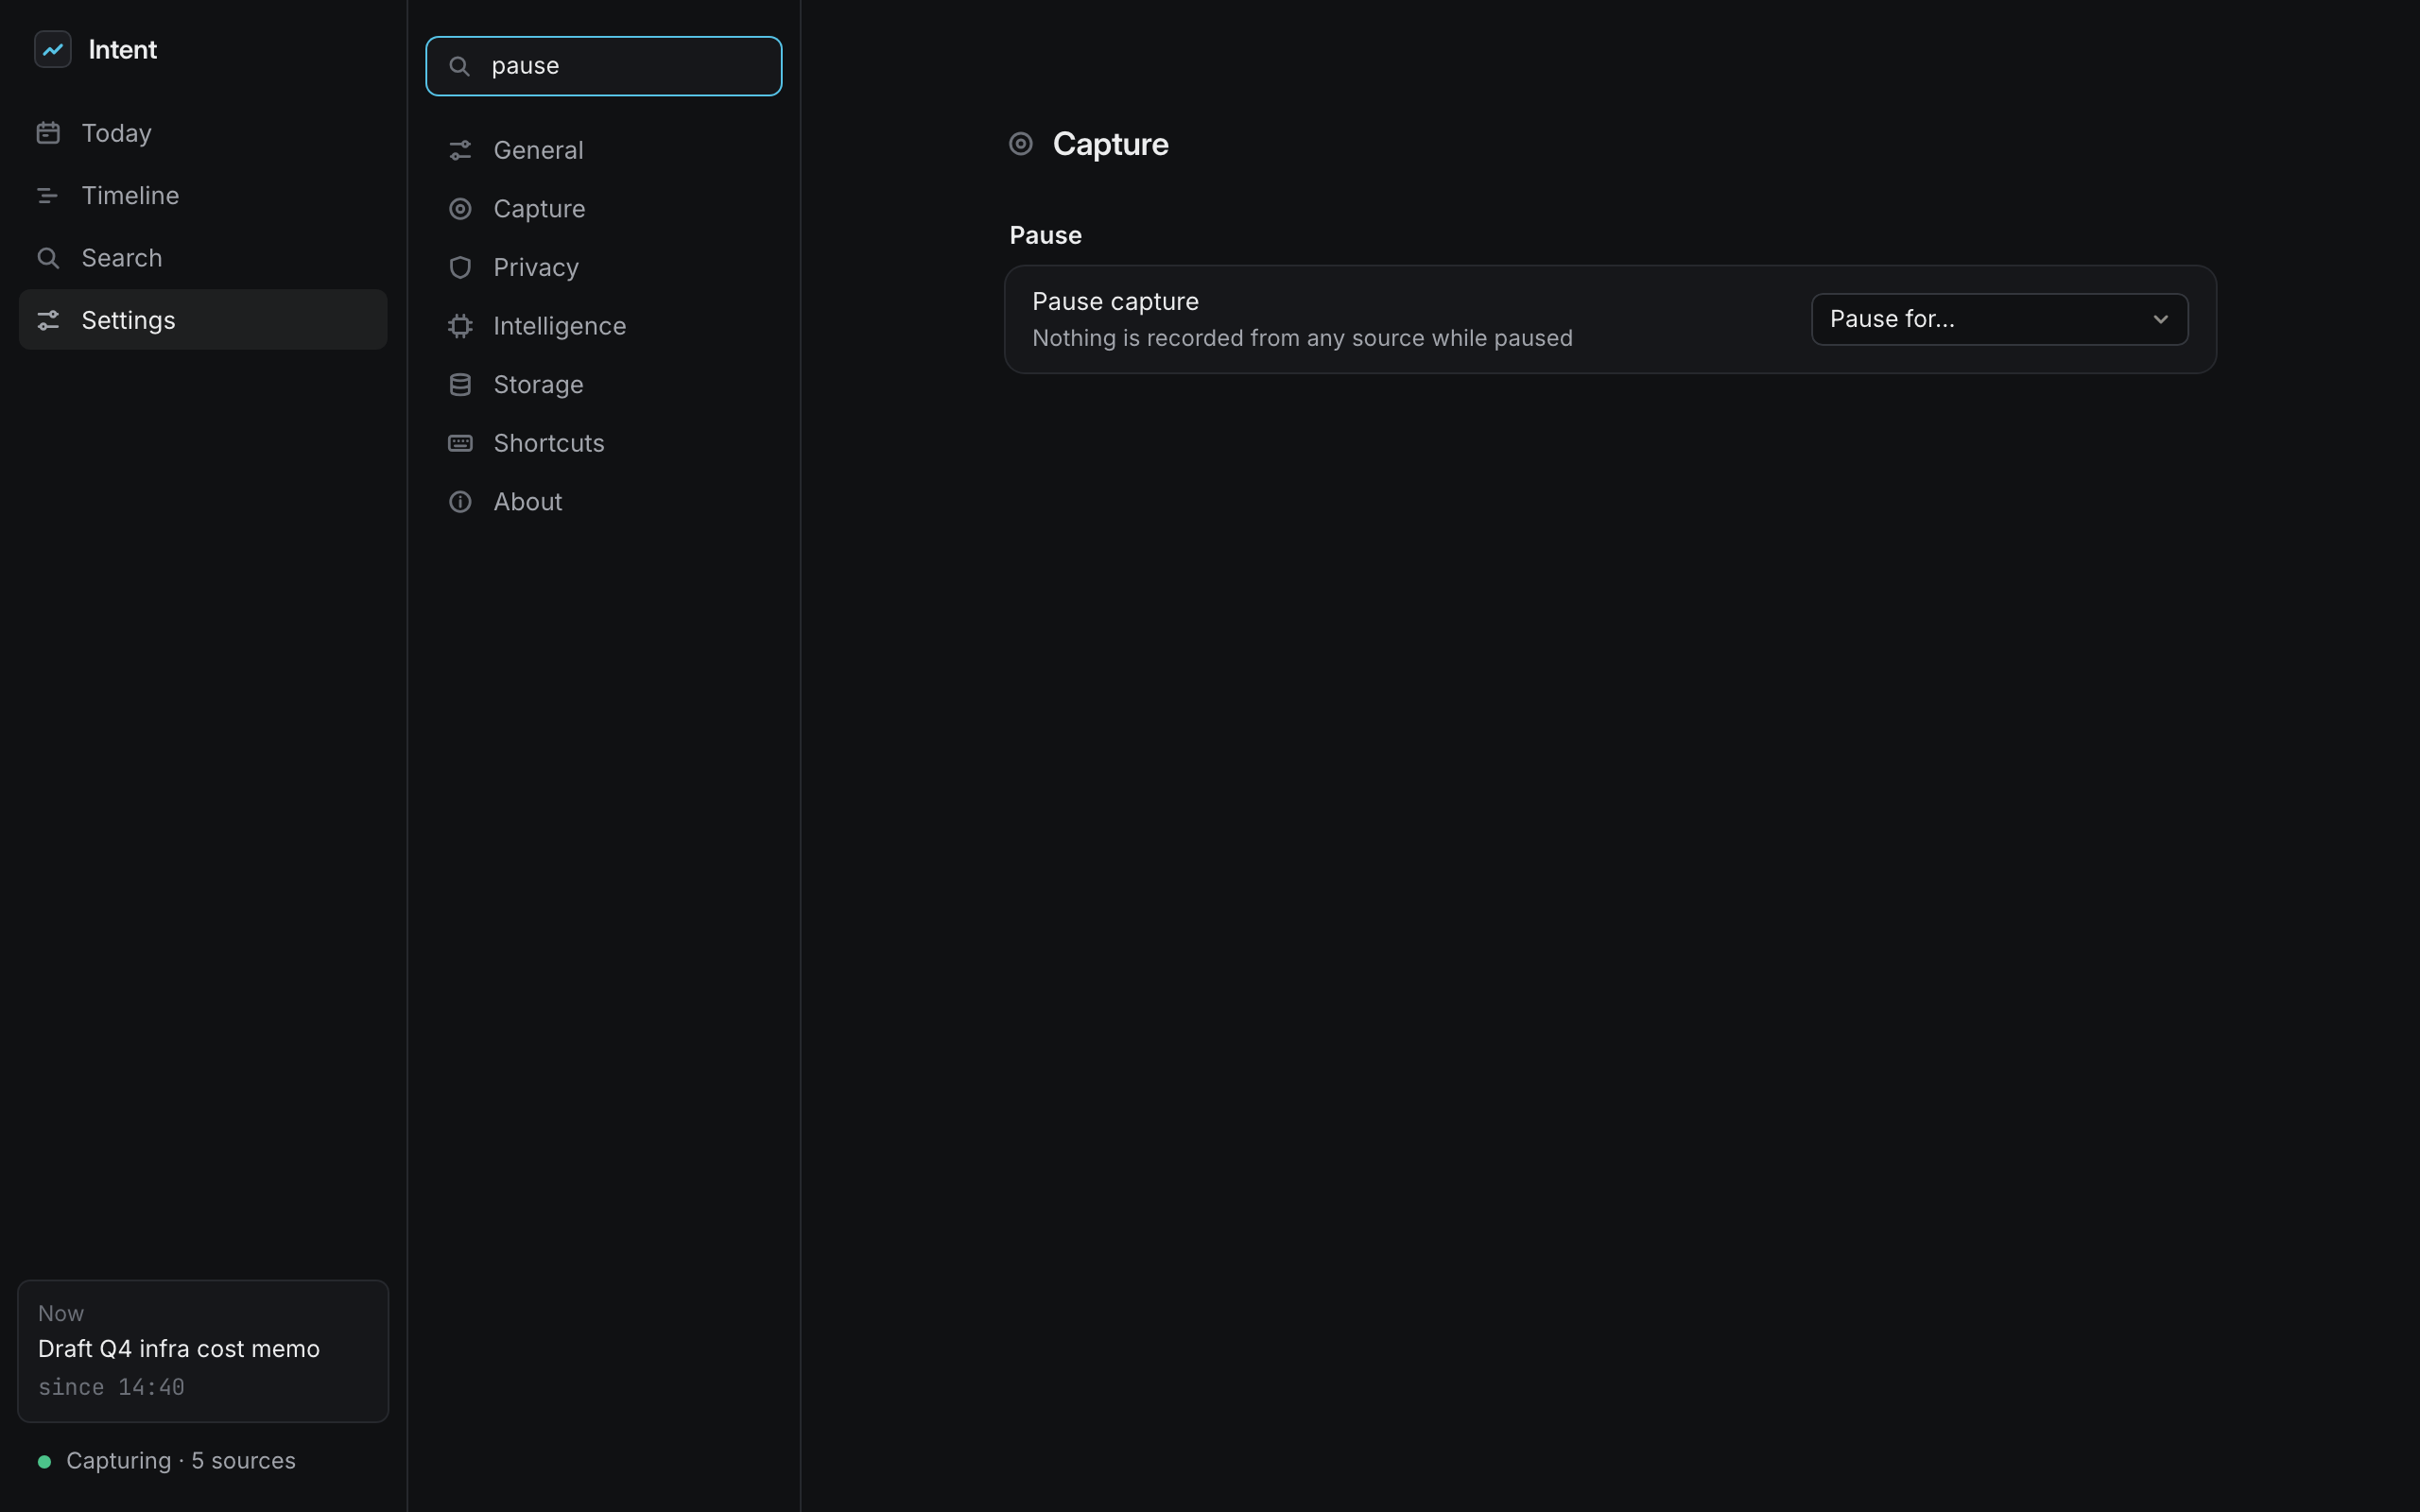 Intent
Today
Timeline
Search
Settings
Now
Draft Q4 infra cost memo
since 14:40
Capturing · 5 sources
pause
General
Capture
Privacy
Intelligence
Storage
Shortcuts
About
Capture
Pause
Pause capture
Nothing is recorded from any source while paused
Pause for...